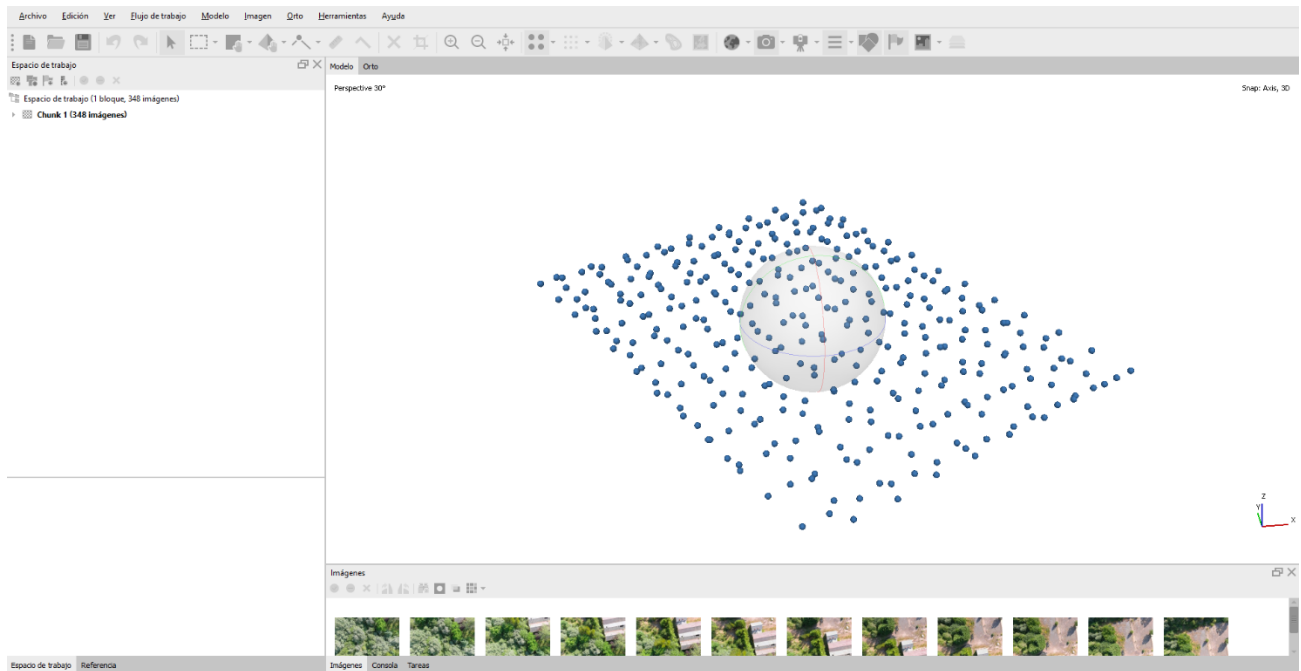 Archivo Edición Ver Flujo de trabajo Modelo Imagen Orto Herramientas Ayuda
Espacio de trabajo
Espacio de trabajo (1 bloque, 348 imágenes)
Chunk 1 (348 imágenes)
Modelo Orto
Perspective 30°
Snap: Axis, 3D
Z
Y
X
Imágenes
Espacio de trabajo Referencia
Imágenes Consola Tareas